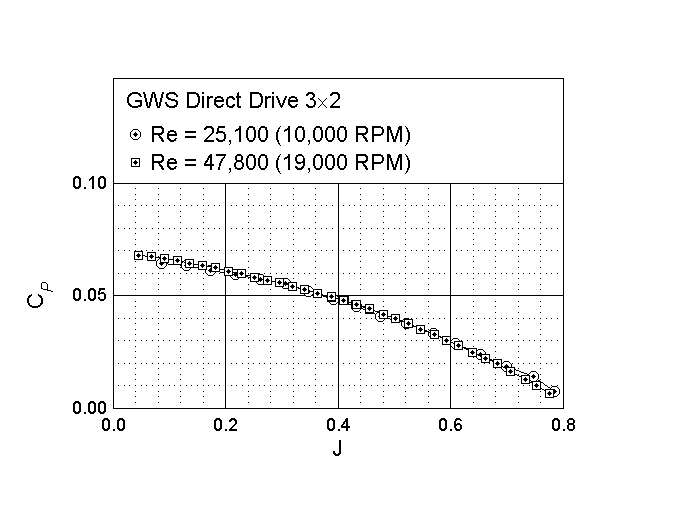 GWS Direct Drive 3×2
Re = 25,100 (10,000 RPM)
Re = 47,800 (19,000 RPM)
0.10
0.05
0.00
C_P
0.0 0.2 0.4 0.6 0.8
J